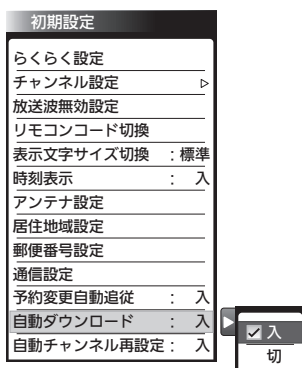 初期設定
らくらく設定
チャンネル設定 ▷
放送波無効設定
リモコンコード切換
表示文字サイズ切換 : 標準
時刻表示 : 入
アンテナ設定
居住地域設定
郵便番号設定
通信設定
予約変更自動追従 : 入
自動ダウンロード : 入
自動チャンネル再設定 : 入
入
切